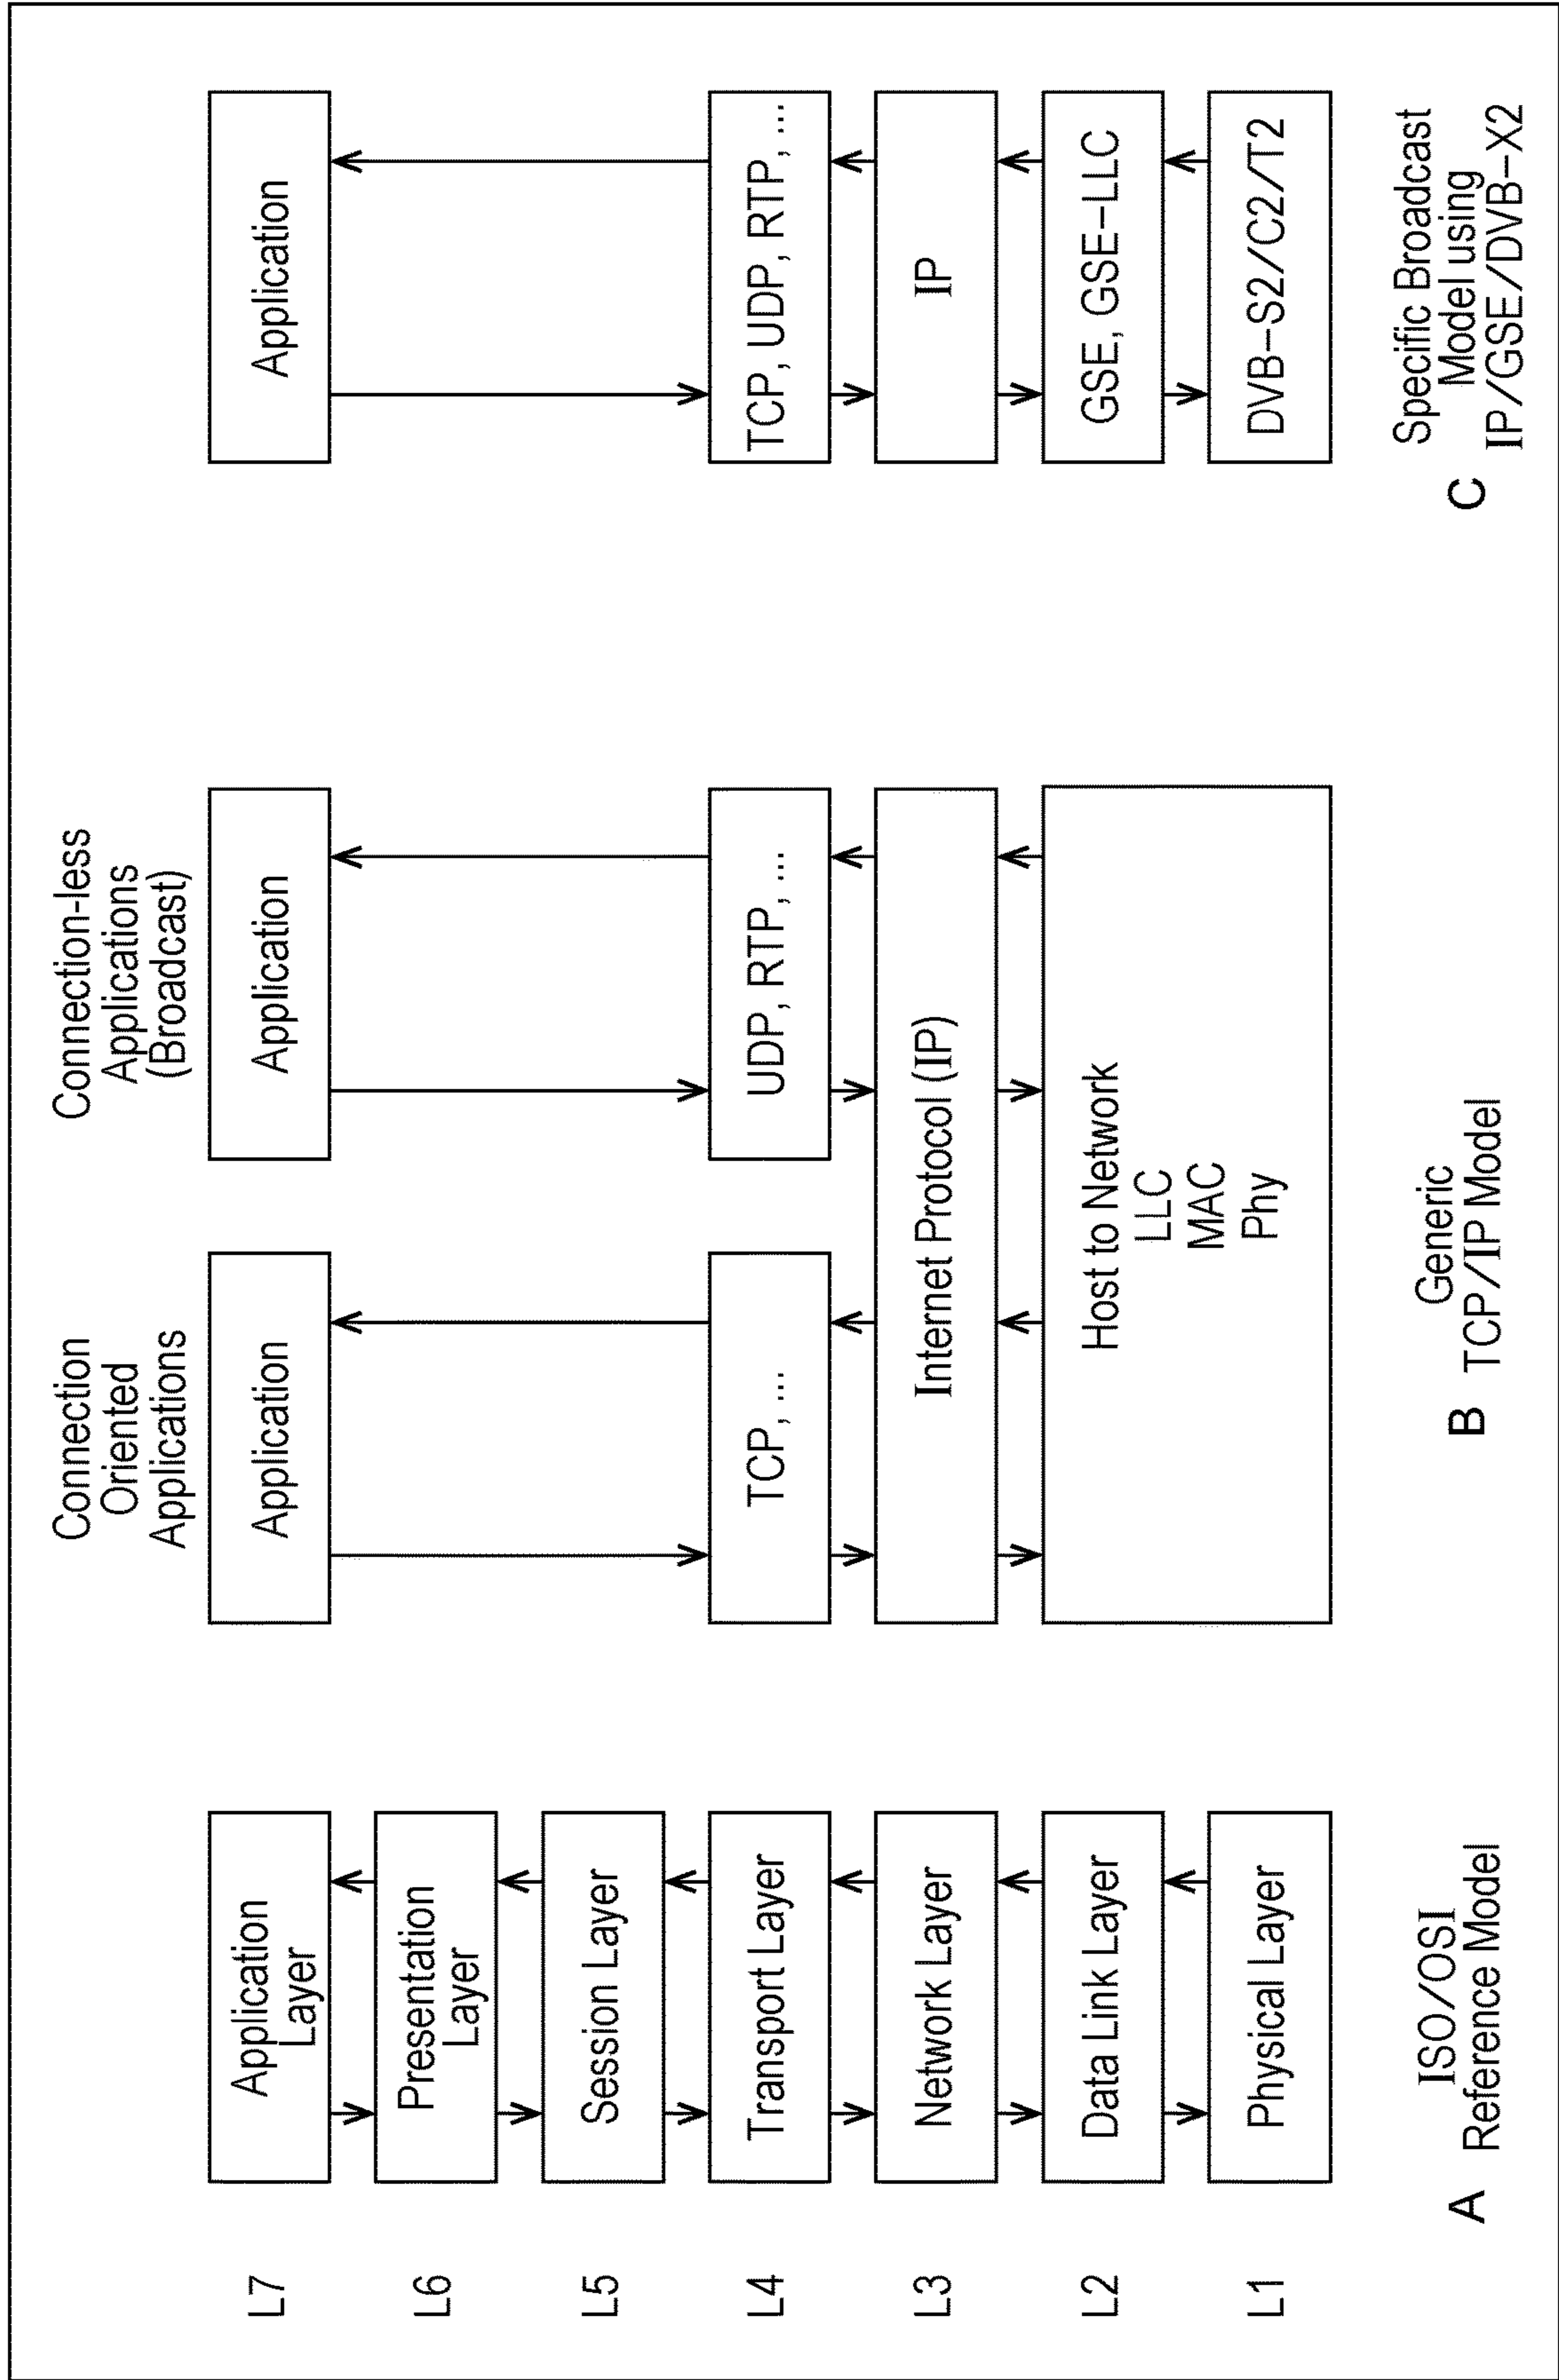 Connection
Oriented
Applications
Connection-less
Applications
(Broadcast)
L7
Application
Layer
Application
Application
Application
L6
Presentation
Layer
L5
Session Layer
L4
Transport Layer
TCP, ...
UDP, RTP, ...
TCP, UDP, RTP, ...
L3
Network Layer
Internet Protocol (IP)
IP
L2
Data Link Layer
Host to Network
LLC
MAC
Phy
GSE, GSE-LLC
L1
Physical Layer
DVB-S2/C2/T2
A
ISO/OSI
Reference Model
B
Generic
TCP/IP Model
C
Specific Broadcast
Model using
IP/GSE/DVB-X2